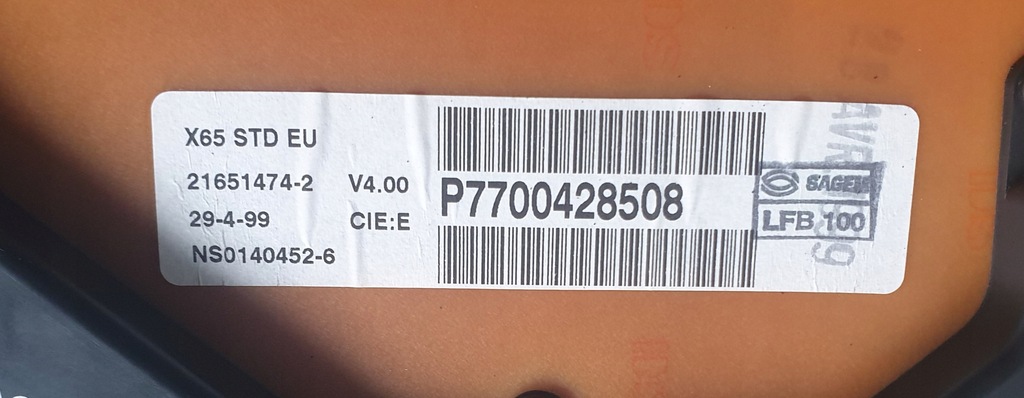 X65 STD EU
21651474-2 V4.00
29-4-99 CIE:E
NS0140452-6
P7700428508
SAGEM
LFB 100